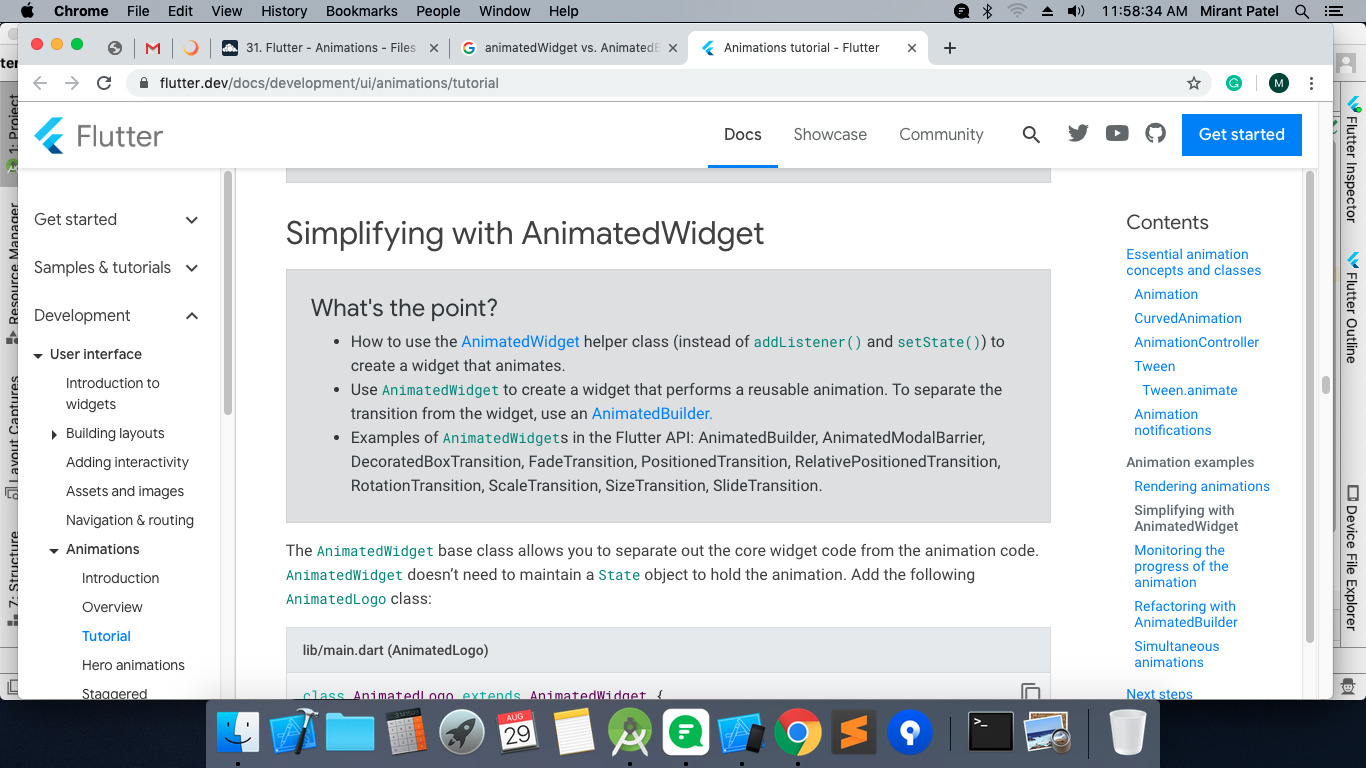 Chrome File Edit View History Bookmarks People Window Help 11:58:34 AM Mirant Patel
31. Flutter - Animations - Files
animatedWidget vs. AnimatedB
Animations tutorial - Flutter
flutter.dev/docs/development/ui/animations/tutorial
M
Flutter
Docs Showcase Community Get started
Get started
Samples & tutorials
Development
User interface
Introduction to
widgets
Building layouts
Adding interactivity
Assets and images
Navigation & routing
Animations
Introduction
Overview
Tutorial
Hero animations
Staggered
Simplifying with AnimatedWidget
What's the point?
• How to use the AnimatedWidget helper class (instead of addListener() and setState()) to
create a widget that animates.
• Use AnimatedWidget to create a widget that performs a reusable animation. To separate the
transition from the widget, use an AnimatedBuilder.
• Examples of AnimatedWidgets in the Flutter API: AnimatedBuilder, AnimatedModalBarrier,
DecoratedBoxTransition, FadeTransition, PositionedTransition, RelativePositionedTransition,
RotationTransition, ScaleTransition, SizeTransition, SlideTransition.
The AnimatedWidget base class allows you to separate out the core widget code from the animation code.
AnimatedWidget doesn't need to maintain a State object to hold the animation. Add the following
AnimatedLogo class:
lib/main.dart (AnimatedLogo)
class AnimatedLogo extends AnimatedWidget {
Contents
Essential animation
concepts and classes
Animation
CurvedAnimation
AnimationController
Tween
Tween.animate
Animation
notifications
Animation examples
Rendering animations
Simplifying with
AnimatedWidget
Monitoring the
progress of the
animation
Refactoring with
AnimatedBuilder
Simultaneous
animations
Next steps
1: Project
Resource Manager
Layout Captures
7: Structure
Flutter Inspector
Flutter Outline
Device File Explorer
AUG
29